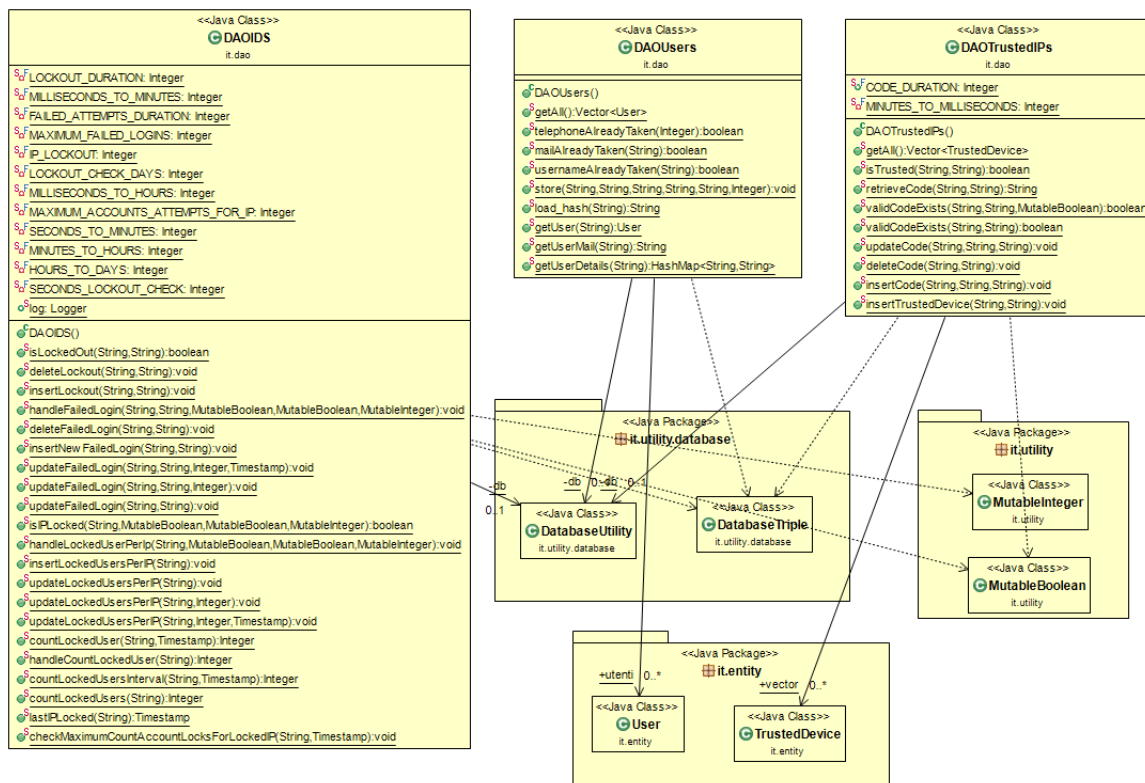 <<Java Class>>
DAOIDS
it.dao
LOCKOUT_DURATION: Integer
MILLISECONDS_TO_MINUTES: Integer
FAILED_ATTEMPTS_DURATION: Integer
MAXIMUM_FAILED_LOGINS: Integer
IP_LOCKOUT: Integer
LOCKOUT_CHECK_DAYS: Integer
MILLISECONDS_TO_HOURS: Integer
MAXIMUM_ACCOUNTS_ATTEMPTS_FOR_IP: Integer
SECONDS_TO_MINUTES: Integer
MINUTES_TO_HOURS: Integer
HOURS_TO_DAYS: Integer
SECONDS_LOCKOUT_CHECK: Integer
log: Logger
DAOIDS()
isLockedOut(String,String):boolean
deleteLockout(String,String):void
insertLockout(String,String):void
handleFailedLogin(String,String,MutableBoolean,MutableBoolean,MutableInteger):void
deleteFailedLogin(String,String):void
insertNewFailedLogin(String,String):void
updateFailedLogin(String,String,Integer,Timestamp):void
updateFailedLogin(String,String,Integer):void
updateFailedLogin(String,String):void
isIPLocked(String,MutableBoolean,MutableBoolean,MutableInteger):boolean
handleLockedUserPerIp(String,MutableBoolean,MutableBoolean,MutableInteger):void
insertLockedUsersPerIP(String):void
updateLockedUsersPerIP(String):void
updateLockedUsersPerIP(String,Integer):void
updateLockedUsersPerIP(String,Integer,Timestamp):void
countLockedUser(String,Timestamp):Integer
handleCountLockedUser(String):Integer
countLockedUsersInterval(String,Timestamp):Integer
countLockedUsers(String):Integer
lastIPLocked(String):Timestamp
checkMaximumCountAccountLocksForLockedIP(String,Timestamp):void
<<Java Class>>
DAOUsers
it.dao
DAOUsers()
getAll():Vector<User>
telephoneAlreadyTaken(Integer):boolean
mailAlreadyTaken(String):boolean
usernameAlreadyTaken(String):boolean
store(String,String,String,String,String,Integer):void
load_hash(String):String
getUser(String):User
getUserMail(String):String
getUserDetails(String):HashMap<String,String>
<<Java Class>>
DAOTrustedIPs
it.dao
CODE_DURATION: Integer
MINUTES_TO_MILLISECONDS: Integer
DAOTrustedIPs()
getAll():Vector<TrustedDevice>
isTrusted(String,String):boolean
retrieveCode(String,String):String
validCodeExists(String,String,MutableBoolean):boolean
validCodeExists(String,String):boolean
updateCode(String,String,String):void
deleteCode(String,String):void
insertCode(String,String,String):void
insertTrustedDevice(String,String):void
<<Java Package>>
it.utility.database
-db
0..1
-db 0..1
-db 0..1
<<Java Class>>
DatabaseUtility
it.utility.database
<<Java Class>>
DatabaseTriple
it.utility.database
<<Java Package>>
it.utility
<<Java Class>>
MutableInteger
it.utility
<<Java Class>>
MutableBoolean
it.utility
<<Java Package>>
it.entity
+utenti 0..*
+vector 0..*
<<Java Class>>
User
it.entity
<<Java Class>>
TrustedDevice
it.entity